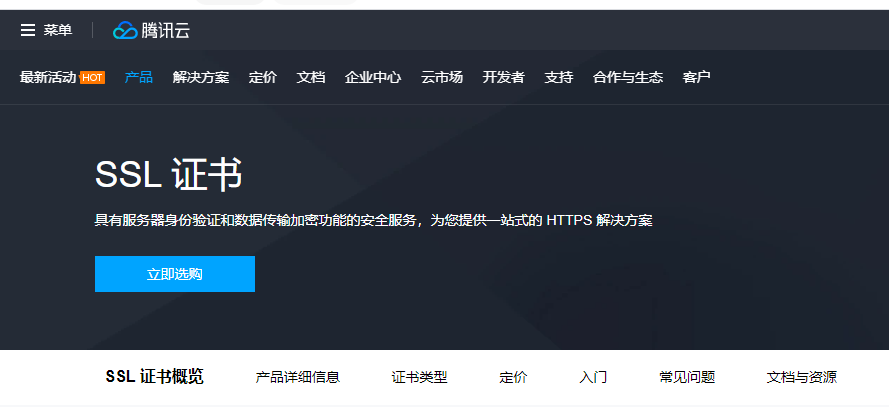 菜单 腾讯云
最新活动 HOT 产品 解决方案 定价 文档 企业中心 云市场 开发者 支持 合作与生态 客户
SSL 证书
具有服务器身份验证和数据传输加密功能的安全服务，为您提供一站式的 HTTPS 解决方案
立即选购
SSL 证书概览 产品详细信息 证书类型 定价 入门 常见问题 文档与资源